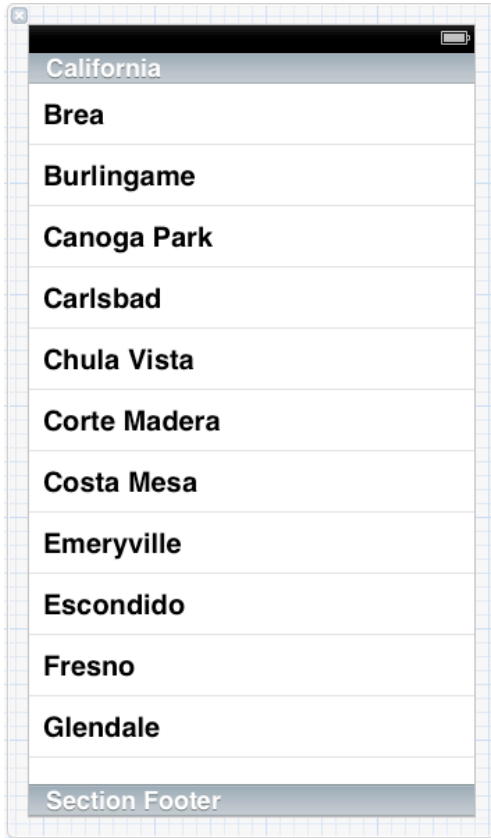 California
Brea
Burlingame
Canoga Park
Carlsbad
Chula Vista
Corte Madera
Costa Mesa
Emeryville
Escondido
Fresno
Glendale
Section Footer